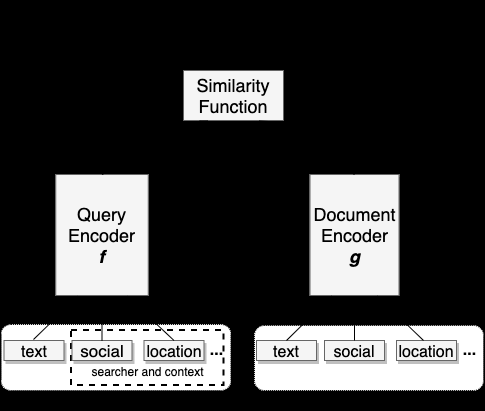 Similarity
Function
Query
Encoder
f
Document
Encoder
g
text social location ...
searcher and context
text social location ...